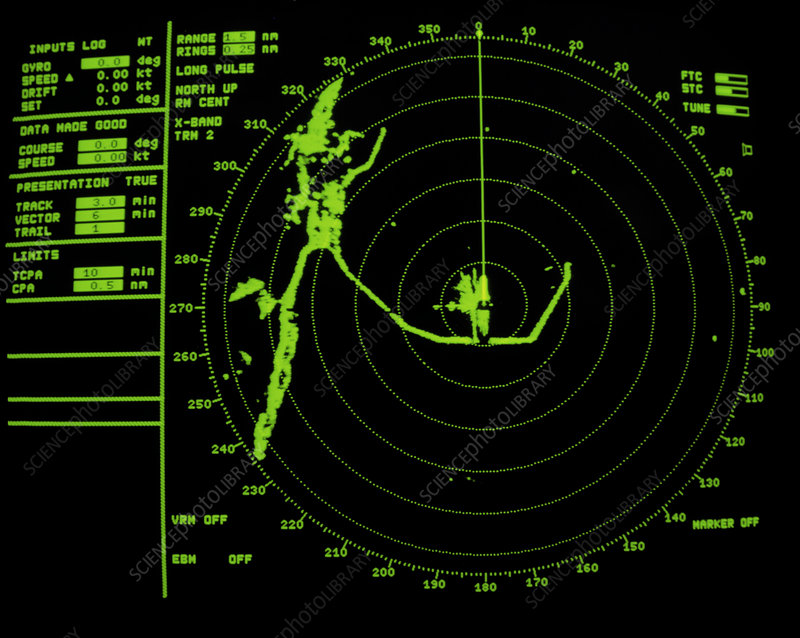 INPUTS LOG MT
GYRO 0.0 deg
SPEED ▲ 0.00 kt
DRIFT 0.00 kt
SET 0.0 deg
DATA MADE GOOD
COURSE 0.0 deg
SPEED 0.00 kt
PRESENTATION TRUE
TRACK 3.0 min
VECTOR 6 min
TRAIL 1
LIMITS
TCPA 10 min
CPA 0.5 nm
RANGE 1.5 nm
RINGS 0.25 nm
LONG PULSE
NORTH UP
RM CENT
X-BAND
TRM 2
FTC
STC
TUNE
0
10
20
30
40
50
60
70
80
90
100
110
120
130
140
150
160
170
180
190
200
210
220
230
240
250
260
270
280
290
300
310
320
330
340
350
VRM OFF
EBM OFF
MARKER OFF
SCIENCEphotoLIBRARY